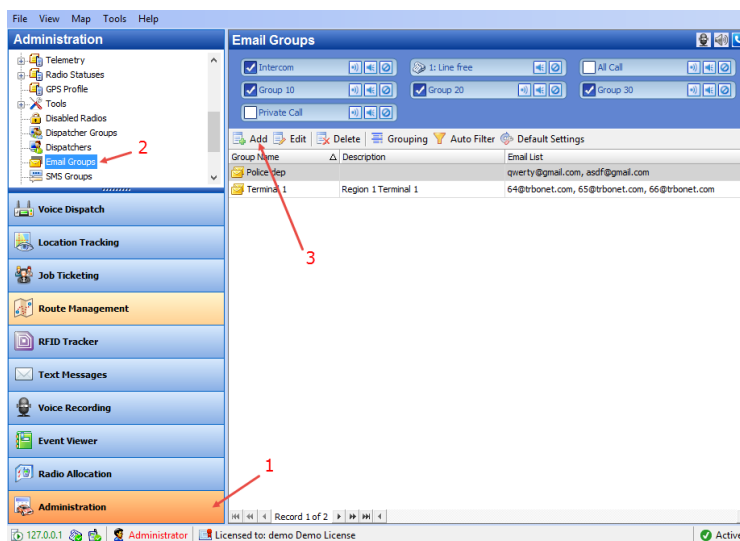 File View Map Tools Help
Administration
Telemetry
Radio Statuses
GPS Profile
Tools
Disabled Radios
Dispatcher Groups
Dispatchers
Email Groups
SMS Groups
2
Voice Dispatch
Location Tracking
Job Ticketing
Route Management
RFID Tracker
Text Messages
Voice Recording
Event Viewer
Radio Allocation
Administration
1
Email Groups
Intercom 1: Line free All Call
Group 10 Group 20 Group 30
Private Call
Add Edit Delete Grouping Auto Filter Default Settings
Group Name Description Email List
Police dep qwerty@gmail.com, asdf@gmail.com
Terminal 1 Region 1 Terminal 1 64@trbonet.com, 65@trbonet.com, 66@trbonet.com
3
Record 1 of 2
127.0.0.1 Administrator Licensed to: demo Demo License Active